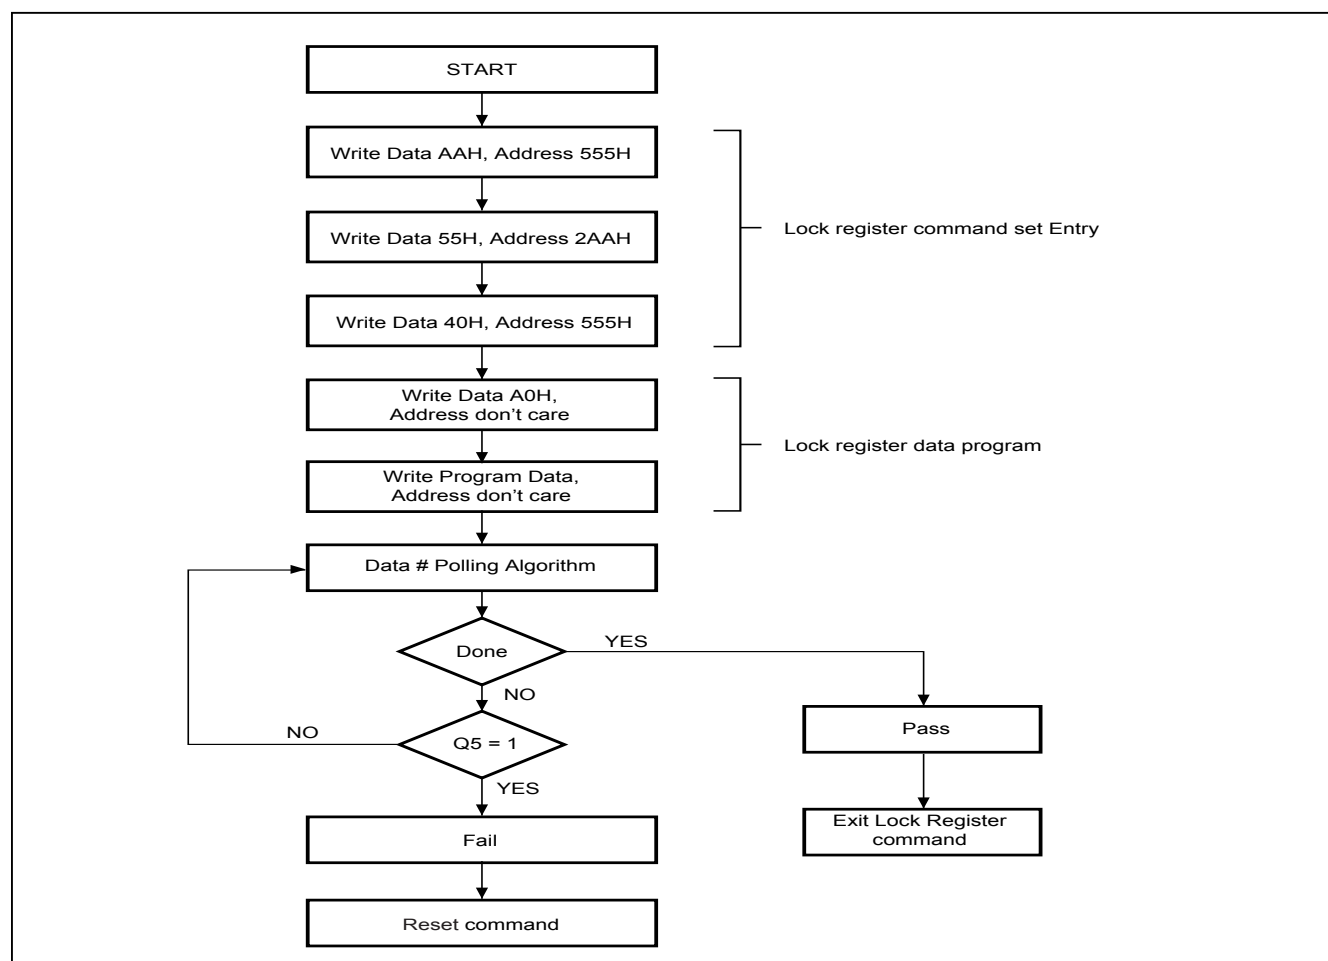 START
Write Data AAH, Address 555H
Write Data 55H, Address 2AAH
Lock register command set Entry
Write Data 40H, Address 555H
Write Data A0H,
Address don't care
Lock register data program
Write Program Data,
Address don't care
Data # Polling Algorithm
Done
YES
NO
Q5 = 1
NO
YES
Pass
Fail
Exit Lock Register
command
Reset command